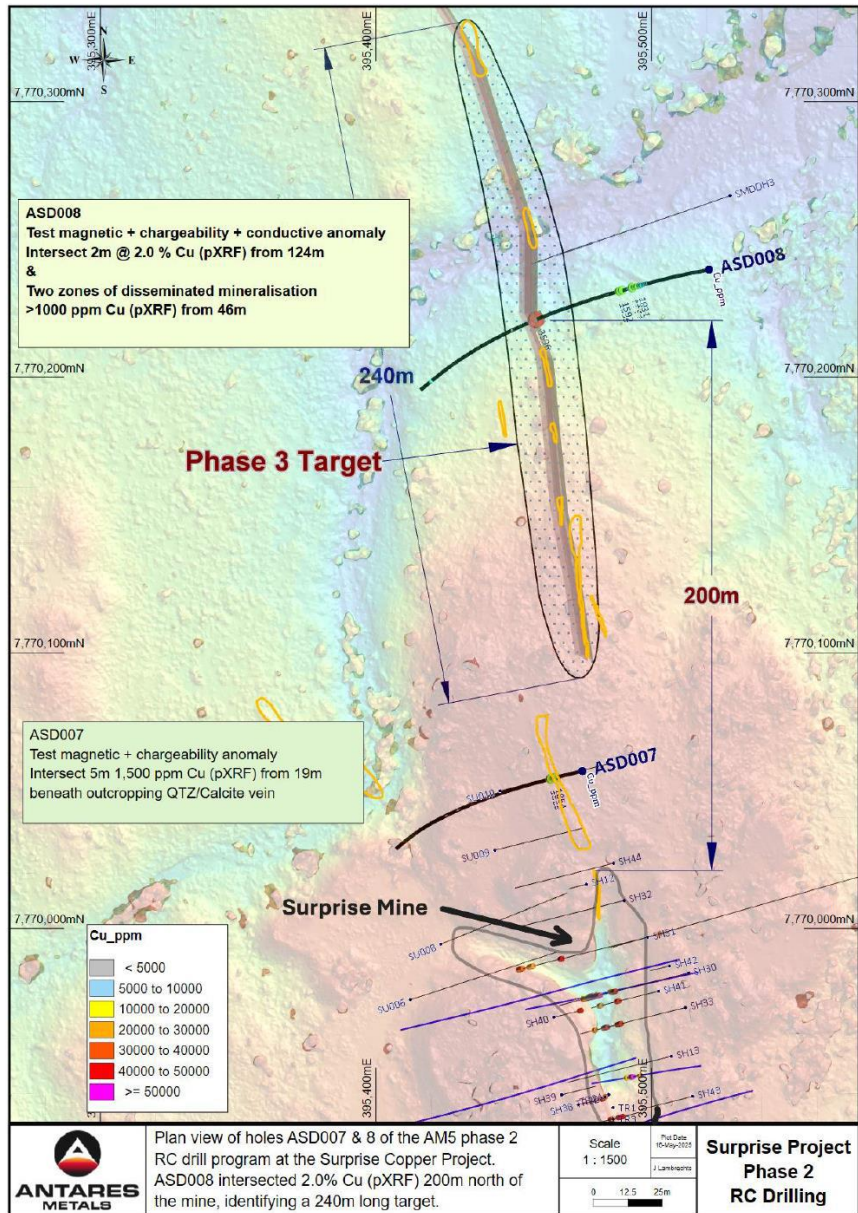 395,300mE
395,400mE
395,500mE
N
W E
S
7,770,300mN
7,770,300mN
SMDDH3
ASD008
Test magnetic + chargeability + conductive anomaly
Intersect 2m @ 2.0 % Cu (pXRF) from 124m
&
Two zones of disseminated mineralisation
>1000 ppm Cu (pXRF) from 46m
ASD008
Cu_ppm
7,770,200mN
7,770,200mN
240m
Phase 3 Target
200m
7,770,100mN
7,770,100mN
ASD007
Test magnetic + chargeability anomaly
Intersect 5m 1,500 ppm Cu (pXRF) from 19m
beneath outcropping QTZ/Calcite vein
ASD007
Cu_ppm
SU010
SU009
SH44
SH12
SH32
Surprise Mine
7,770,000mN
7,770,000mN
SU008
SH31
SH42
SH30
SU006
SH41
SH40
SH33
SH13
SH39
SH43
TR1
Cu_ppm
< 5000
5000 to 10000
10000 to 20000
20000 to 30000
30000 to 40000
40000 to 50000
>= 50000
395,400mE
395,500mE
ANTARES
METALS
Plan view of holes ASD007 & 8 of the AM5 phase 2
RC drill program at the Surprise Copper Project.
ASD008 intersected 2.0% Cu (pXRF) 200m north of
the mine, identifying a 240m long target.
Scale
1 : 1500
0 12.5 25m
Plot Date
J Lambrechts
Surprise Project
Phase 2
RC Drilling